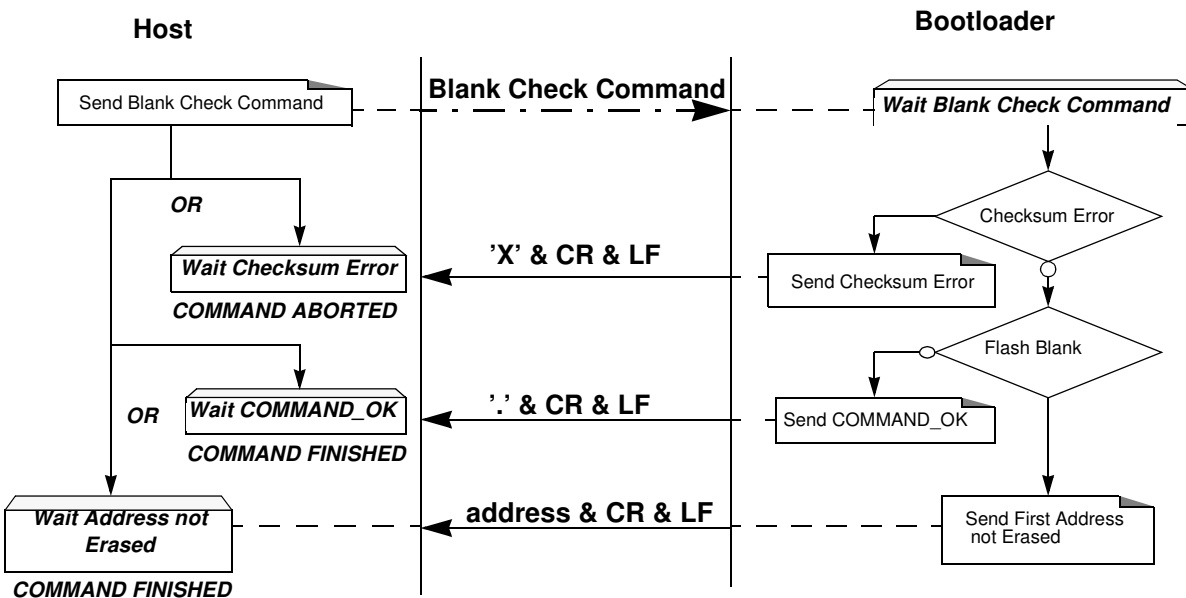 Host
Bootloader
Blank Check Command
Send Blank Check Command
Wait Blank Check Command
OR
Checksum Error
’X’ & CR & LF
Wait Checksum Error
Send Checksum Error
COMMAND ABORTED
Flash Blank
’.’ & CR & LF
OR
Wait COMMAND_OK
Send COMMAND_OK
COMMAND FINISHED
address & CR & LF
Wait Address not
Erased
Send First Address
not Erased
COMMAND FINISHED